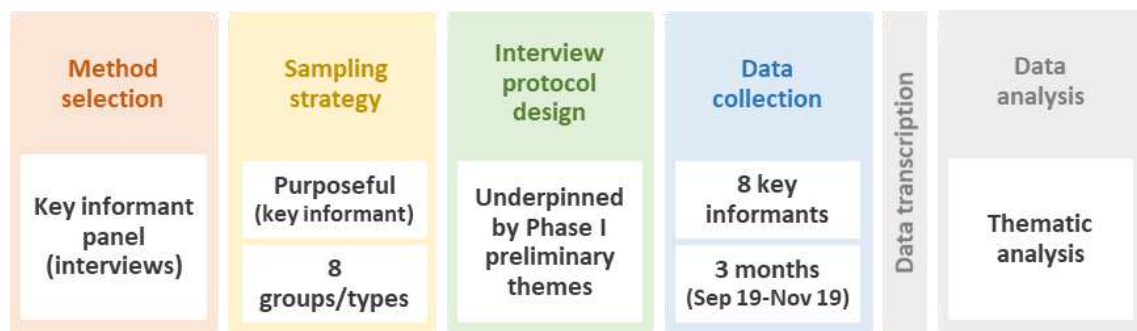 Method
selection
Key informant
panel
(interviews)
Sampling
strategy
Purposeful
(key informant)
8
groups/types
Interview
protocol
design
Underpinned
by Phase I
preliminary
themes
Data
collection
8 key
informants
3 months
(Sep 19-Nov 19)
Data transcription
Data
analysis
Thematic
analysis